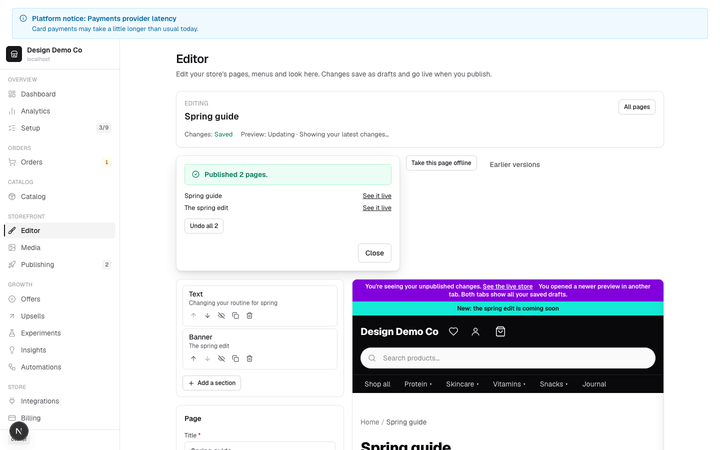 Platform notice: Payments provider latency
Card payments may take a little longer than usual today.
Design Demo Co
localhost
OVERVIEW
Dashboard
Analytics
Setup 3/9
ORDERS
Orders 1
CATALOG
Catalog
STOREFRONT
Editor
Media
Publishing 2
GROWTH
Offers
Upsells
Experiments
Insights
Automations
STORE
Integrations
Billing
N
Editor
Edit your store's pages, menus and look here. Changes save as drafts and go live when you publish.
EDITING
Spring guide
All pages
Changes: Saved Preview: Updating · Showing your latest changes…
Published 2 pages.
Spring guide See it live
The spring edit See it live
Undo all 2
Close
Take this page offline
Earlier versions
Text
Changing your routine for spring
Banner
The spring edit
Add a section
Page
Title *
You're seeing your unpublished changes. See the live store You opened a newer preview in another
tab. Both tabs show all your saved drafts.
New: the spring edit is coming soon
Design Demo Co
Search products...
Shop all Protein Skincare Vitamins Snacks Journal
Home / Spring guide
Spring guide